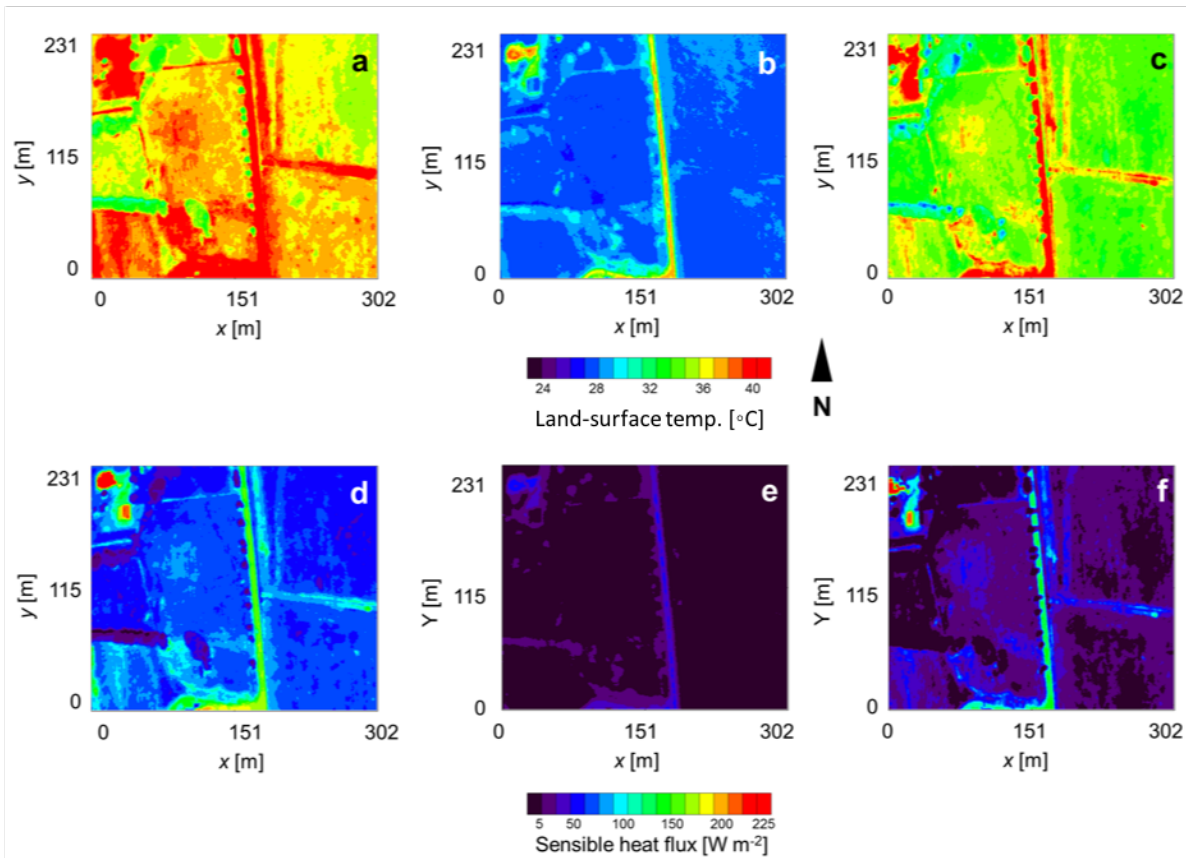 231 a
y [m]
115
0
0 151 302
x [m]
231 b
y [m]
115
0
0 151 302
x [m]
231 c
y [m]
115
0
0 151 302
x [m]
24 28 32 36 40
Land-surface temp. [◦C]
N
231 d
y [m]
115
0
0 151 302
x [m]
231 e
Y [m]
115
0
0 151 302
x [m]
231 f
Y [m]
115
0
0 151 302
x [m]
5 50 100 150 200 225
Sensible heat flux [W m⁻²]